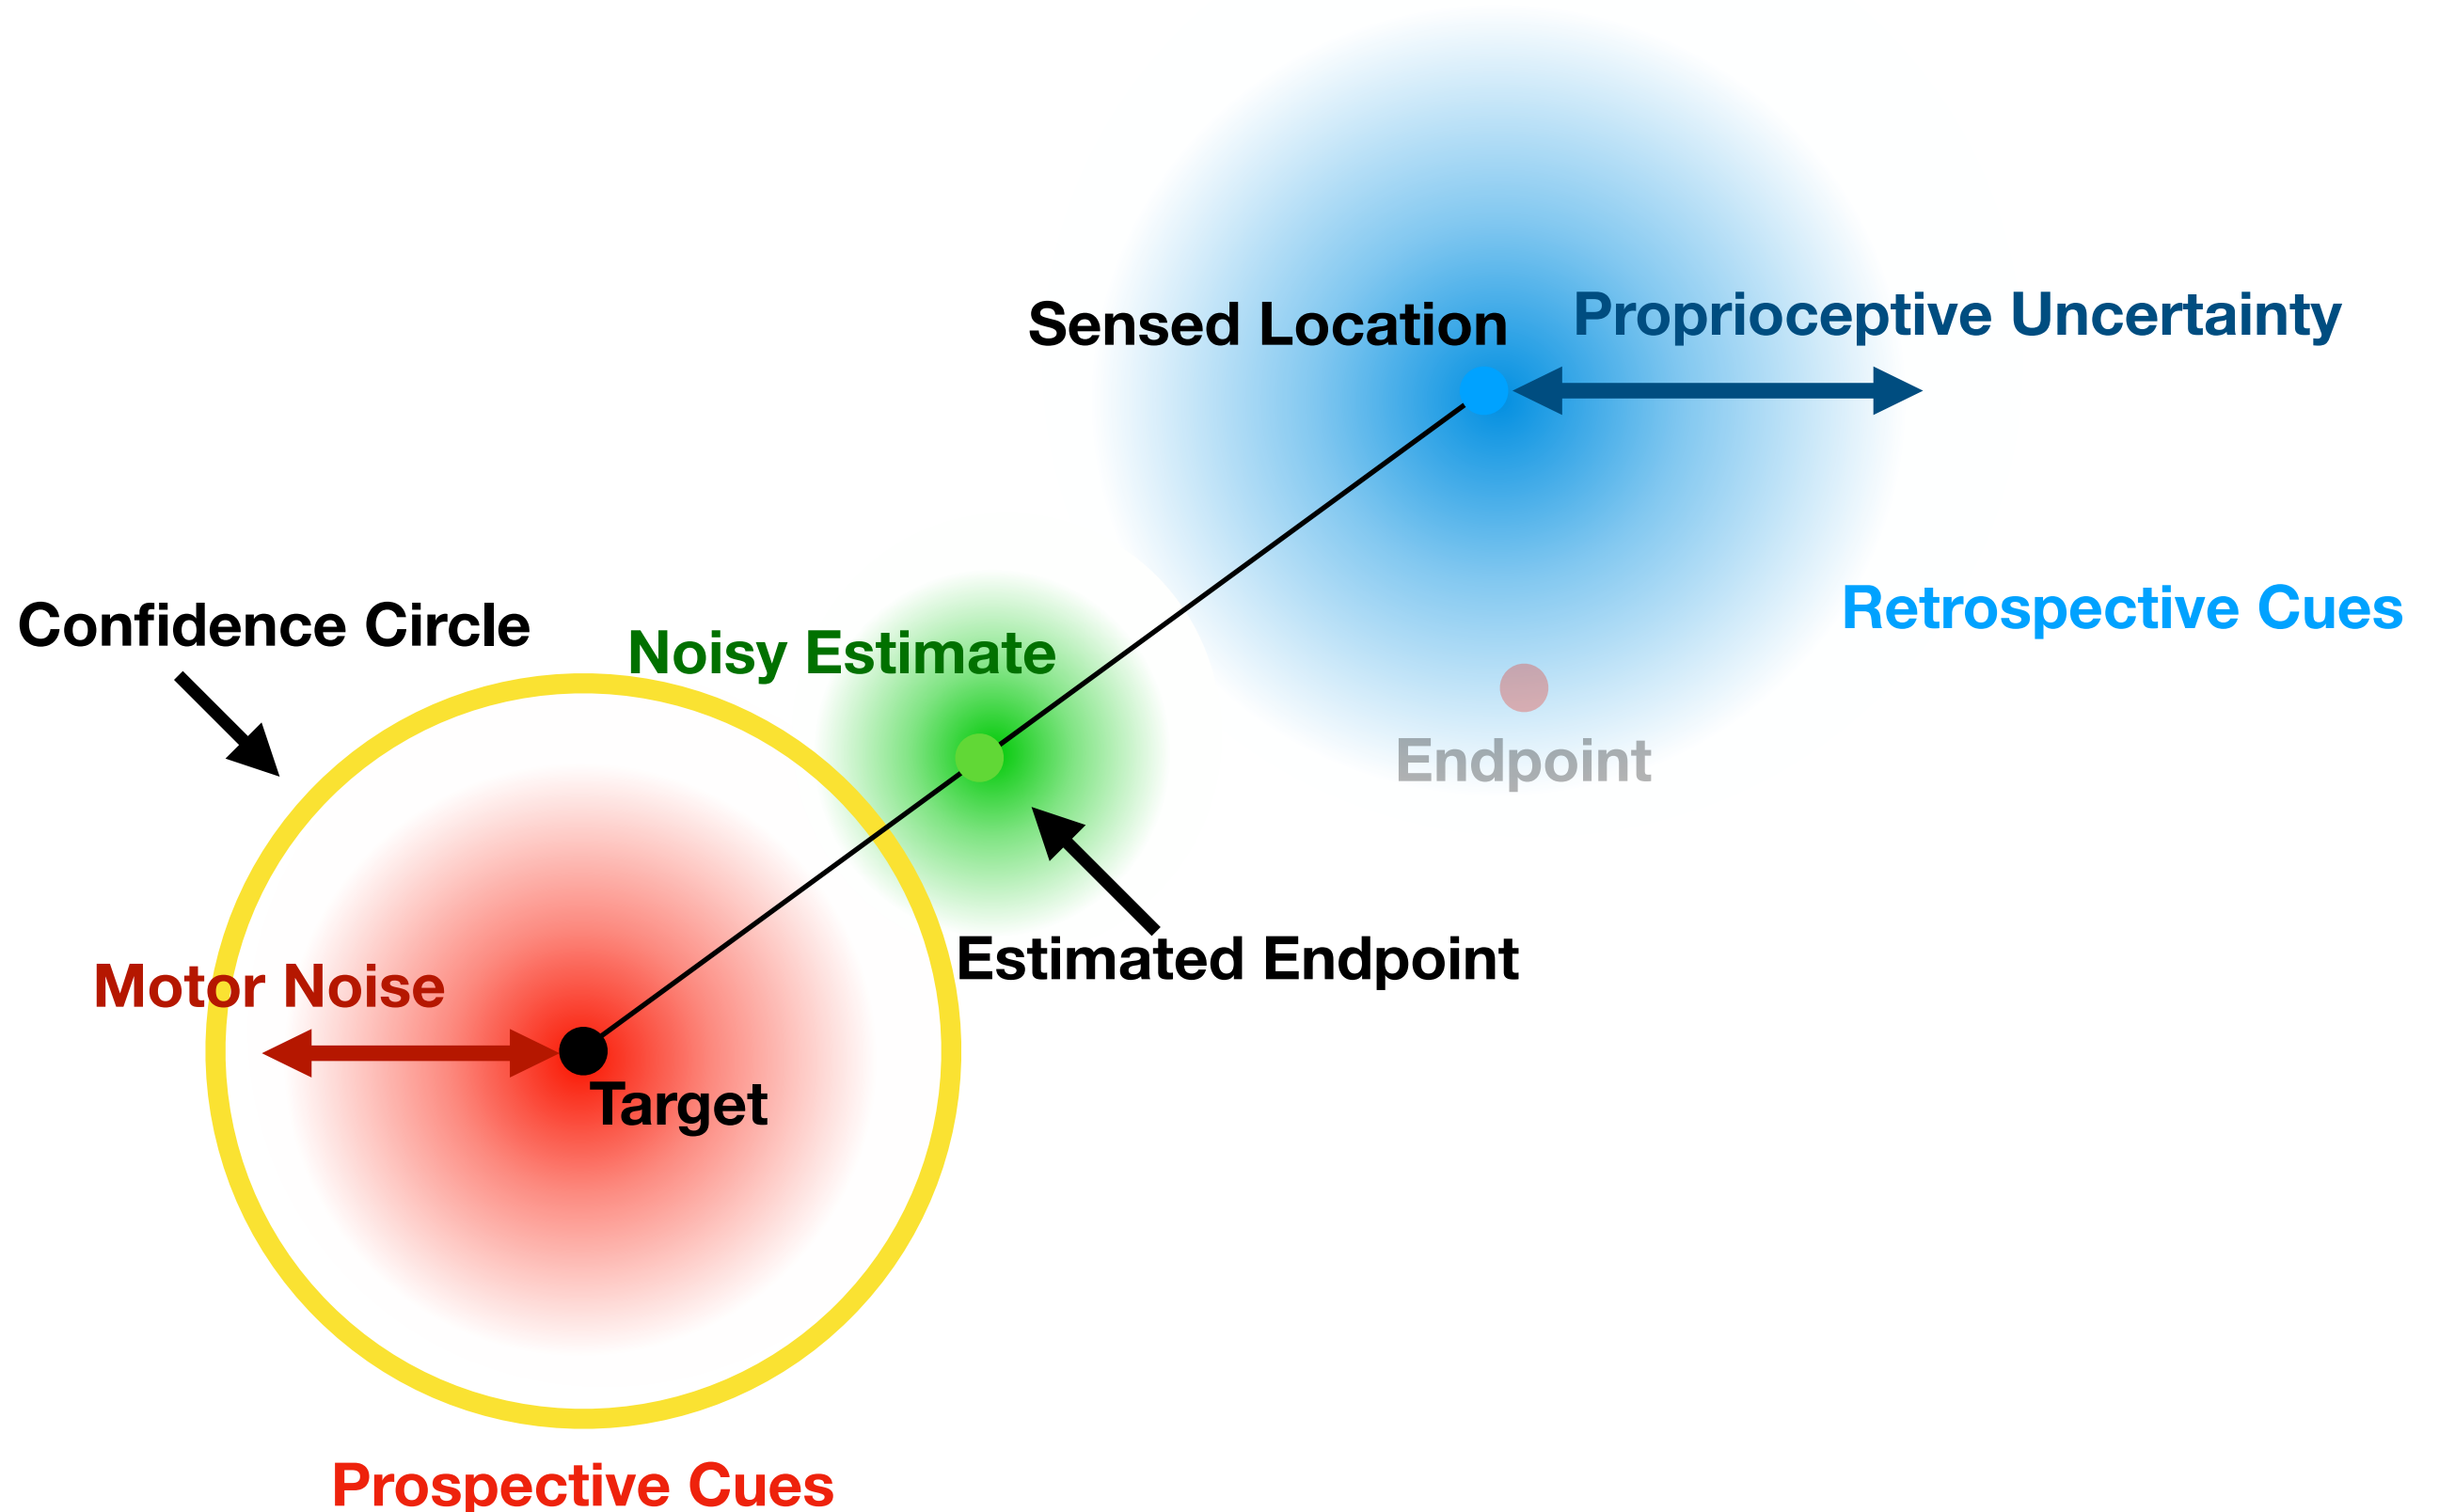 Sensed Location
Proprioceptive Uncertainty
Confidence Circle
Noisy Estimate
Retrospective Cues
Endpoint
Estimated Endpoint
Motor Noise
Target
Prospective Cues